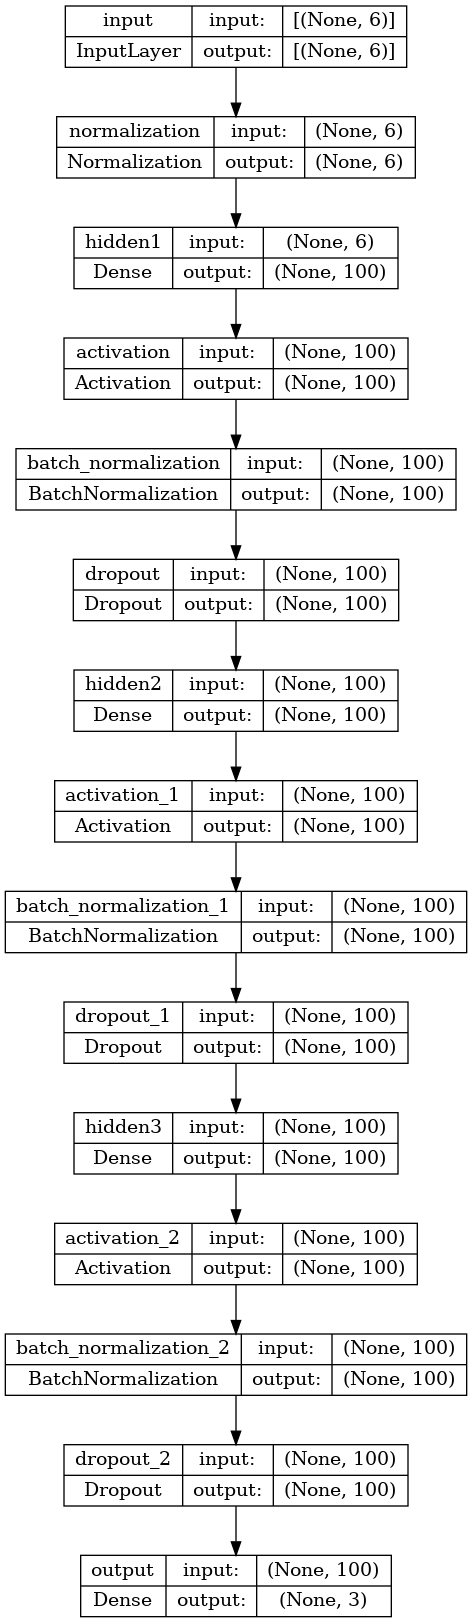 input input: [(None, 6)]
InputLayer output: [(None, 6)]
normalization input: (None, 6)
Normalization output: (None, 6)
hidden1 input: (None, 6)
Dense output: (None, 100)
activation input: (None, 100)
Activation output: (None, 100)
batch_normalization input: (None, 100)
BatchNormalization output: (None, 100)
dropout input: (None, 100)
Dropout output: (None, 100)
hidden2 input: (None, 100)
Dense output: (None, 100)
activation_1 input: (None, 100)
Activation output: (None, 100)
batch_normalization_1 input: (None, 100)
BatchNormalization output: (None, 100)
dropout_1 input: (None, 100)
Dropout output: (None, 100)
hidden3 input: (None, 100)
Dense output: (None, 100)
activation_2 input: (None, 100)
Activation output: (None, 100)
batch_normalization_2 input: (None, 100)
BatchNormalization output: (None, 100)
dropout_2 input: (None, 100)
Dropout output: (None, 100)
output input: (None, 100)
Dense output: (None, 3)